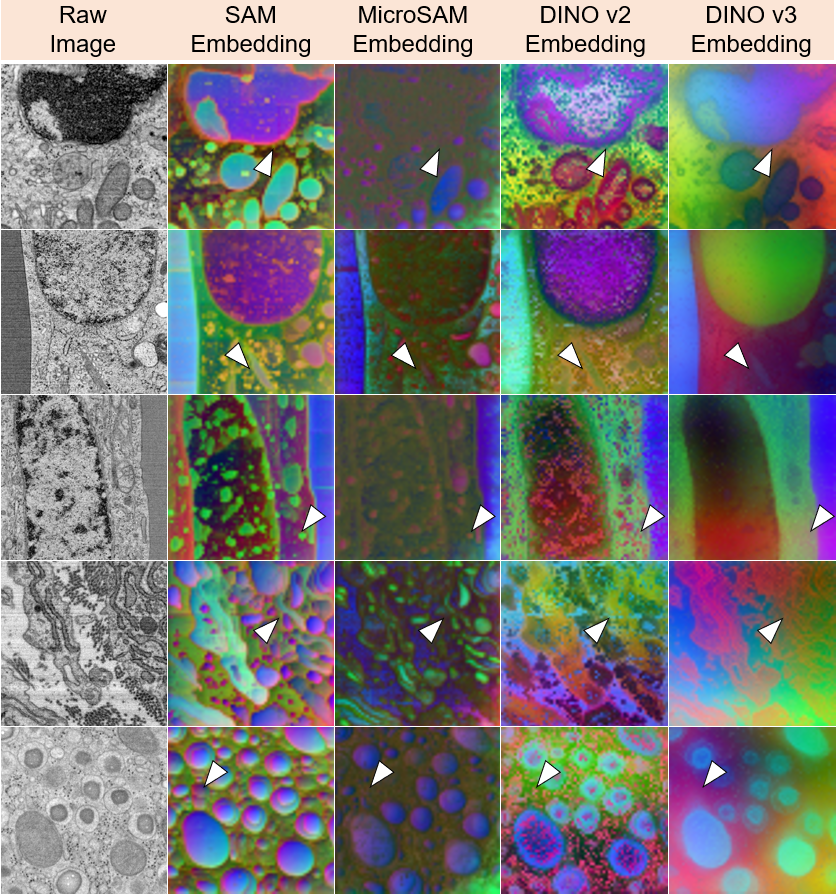 Raw
Image
SAM
Embedding
MicroSAM
Embedding
DINO v2
Embedding
DINO v3
Embedding